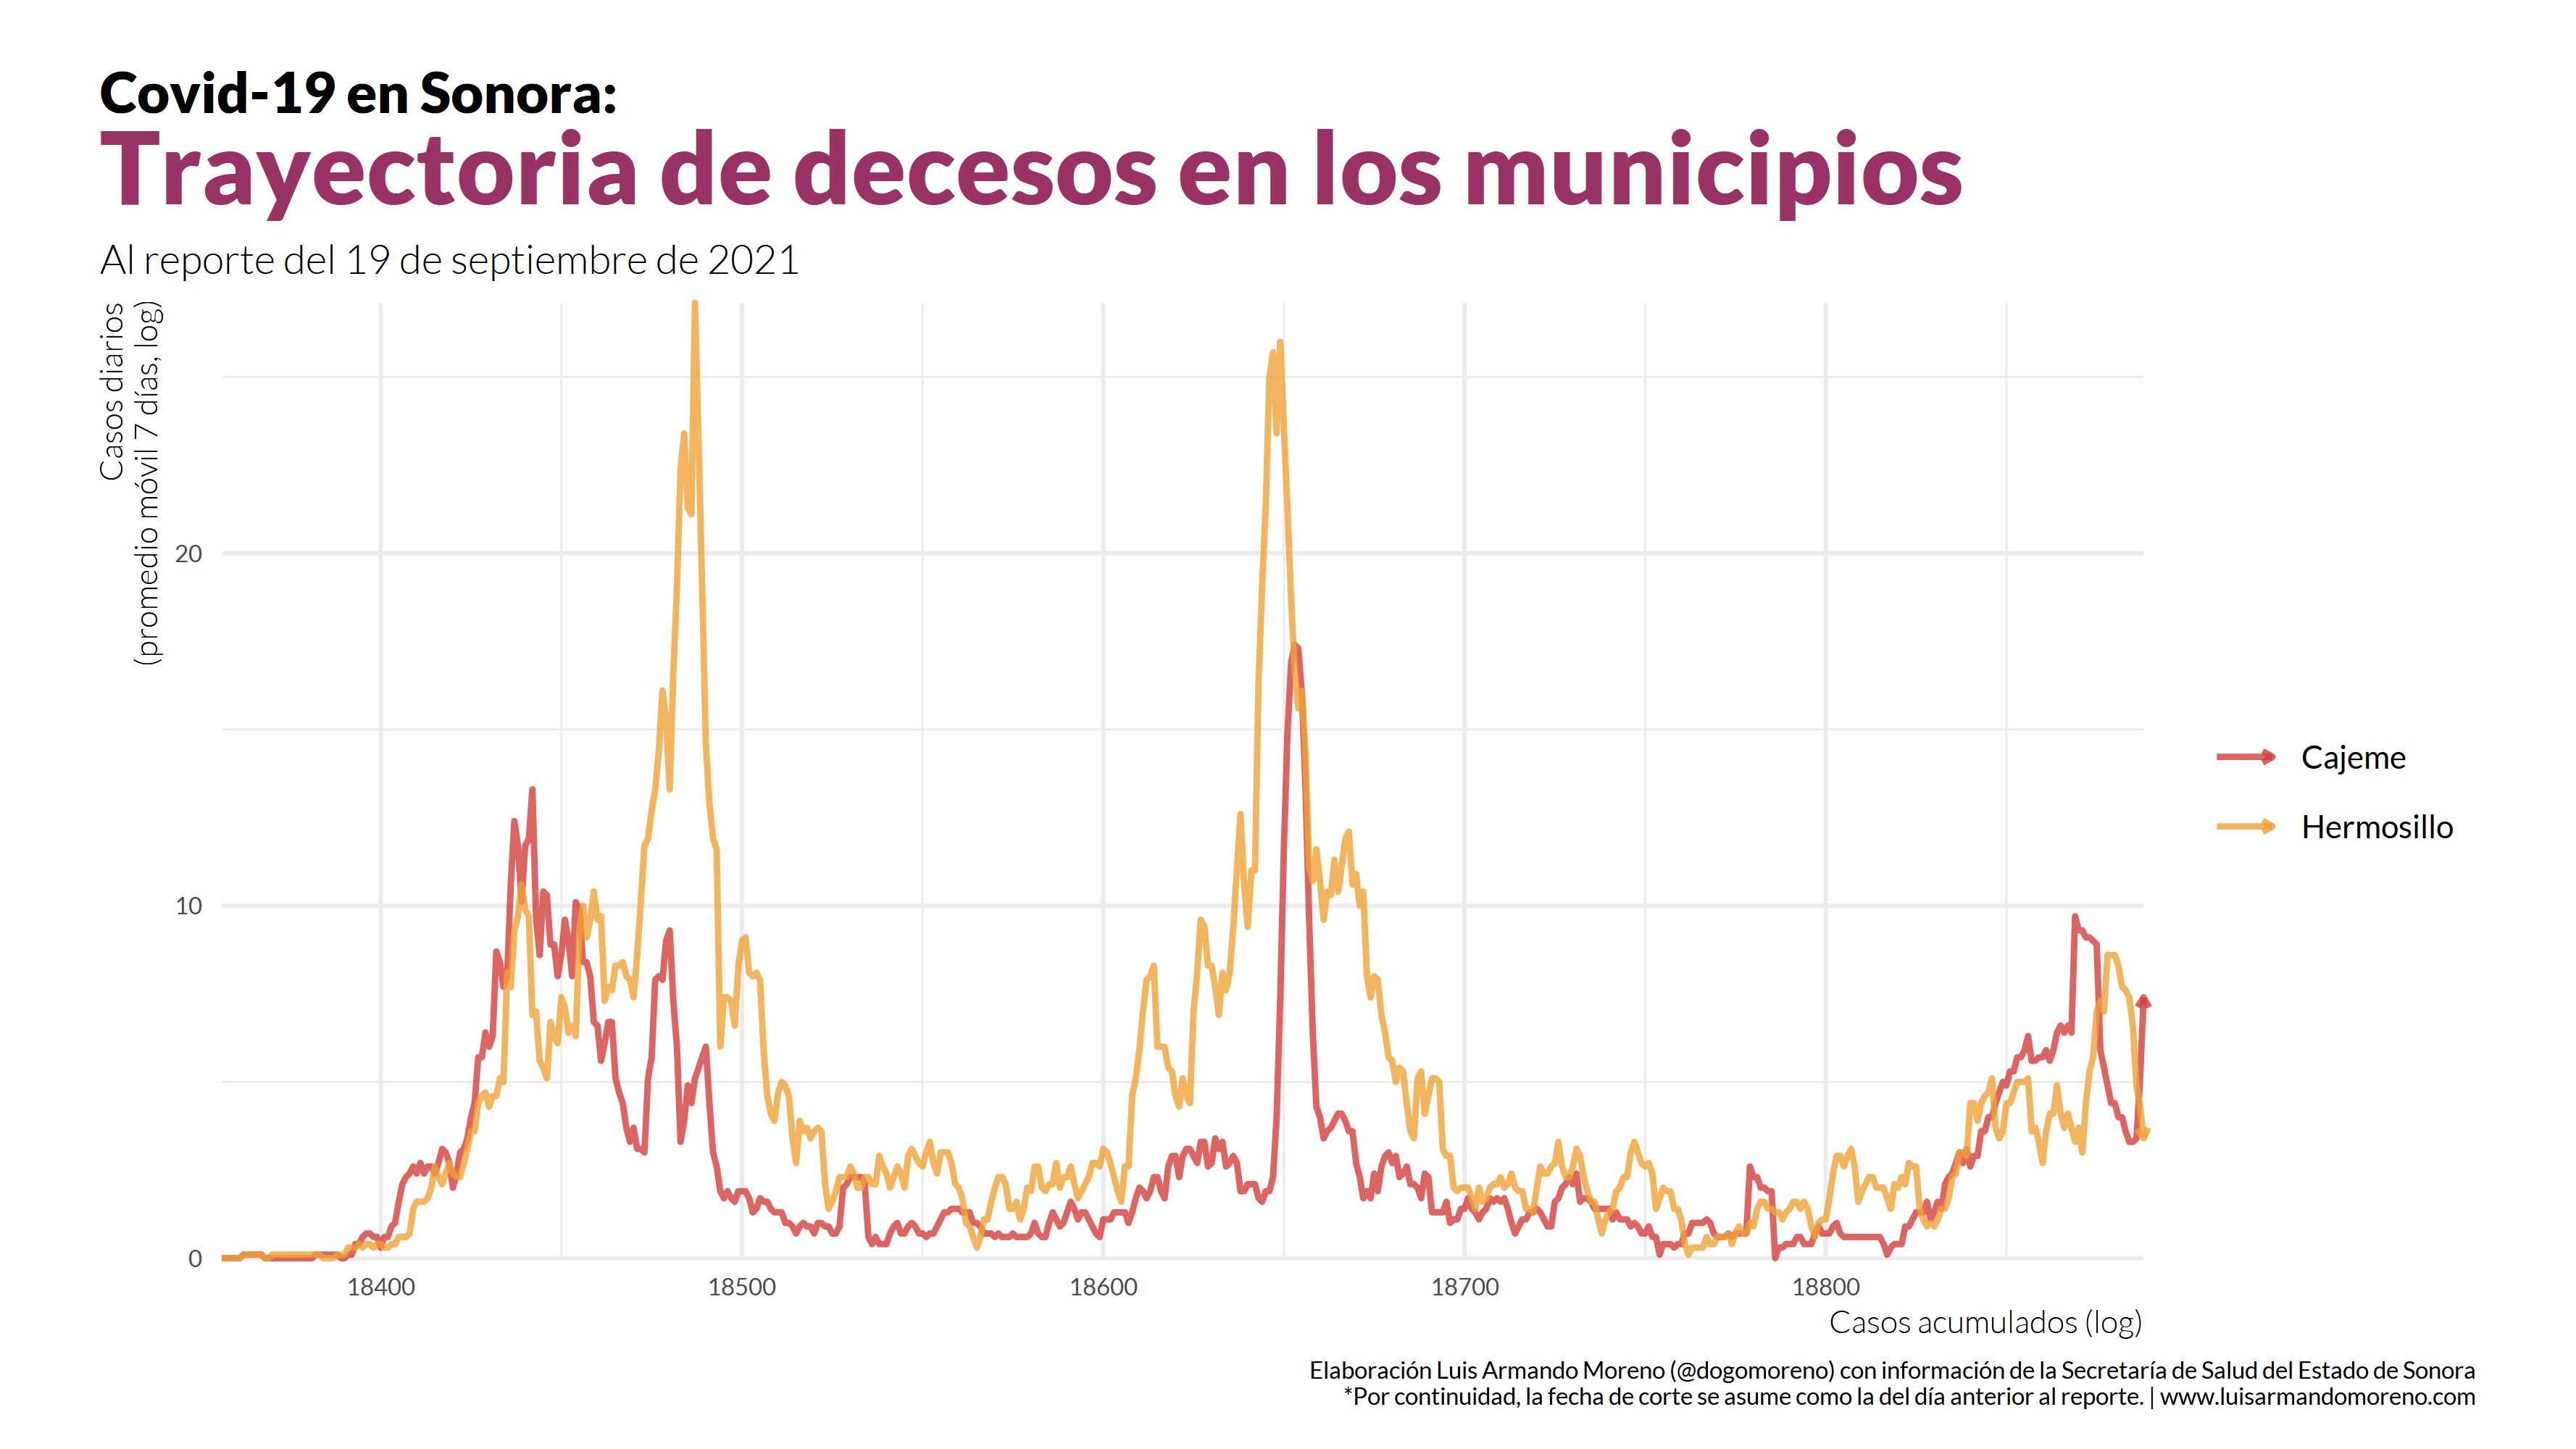 Covid-19 en Sonora:
Trayectoria de decesos en los municipios
Al reporte del 19 de septiembre de 2021
Casos diarios
(promedio móvil 7 días, log)
20
10
0
18400
18500
18600
18700
18800
Casos acumulados (log)
Cajeme
Hermosillo
Elaboración Luis Armando Moreno (@dogomoreno) con información de la Secretaría de Salud del Estado de Sonora
*Por continuidad, la fecha de corte se asume como la del día anterior al reporte. | www.luisarmandomoreno.com